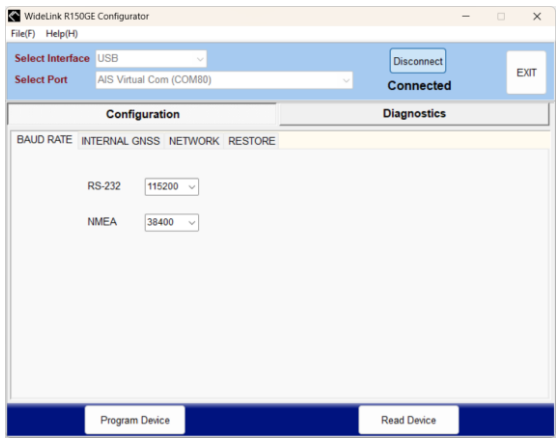 WideLink R150GE Configurator
File(F) Help(H)
Select Interface USB
Disconnect
EXIT
Select Port AIS Virtual Com (COM80)
Connected
Configuration Diagnostics
BAUD RATE INTERNAL GNSS NETWORK RESTORE
RS-232 115200
NMEA 38400
Program Device Read Device